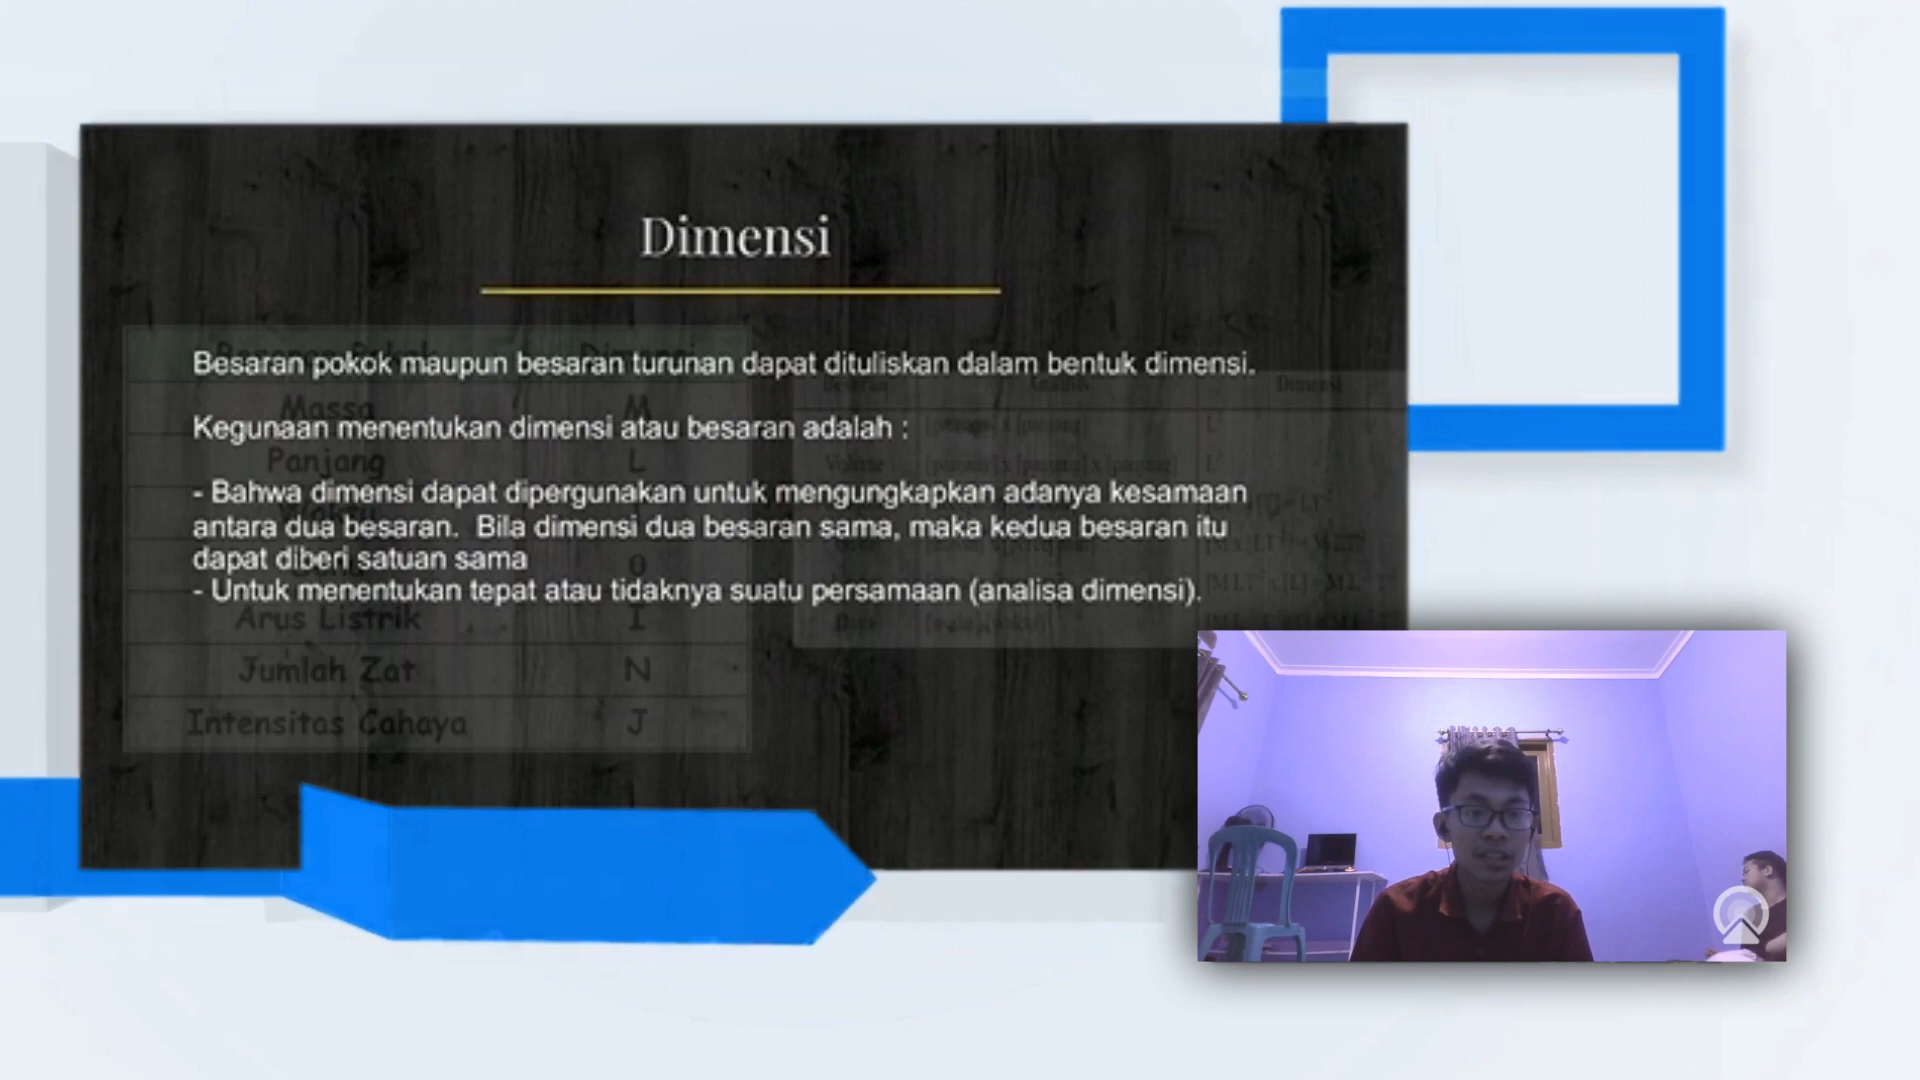 Dimensi
Besaran pokok maupun besaran turunan dapat dituliskan dalam bentuk dimensi.
Kegunaan menentukan dimensi atau besaran adalah :
- Bahwa dimensi dapat dipergunakan untuk mengungkapkan adanya kesamaan
antara dua besaran.  Bila dimensi dua besaran sama, maka kedua besaran itu
dapat diberi satuan sama
- Untuk menentukan tepat atau tidaknya suatu persamaan (analisa dimensi).
Massa M
Panjang L
Arus Listrik I
Jumlah Zat N
Intensitas Cahaya J
Dimensi
Volume